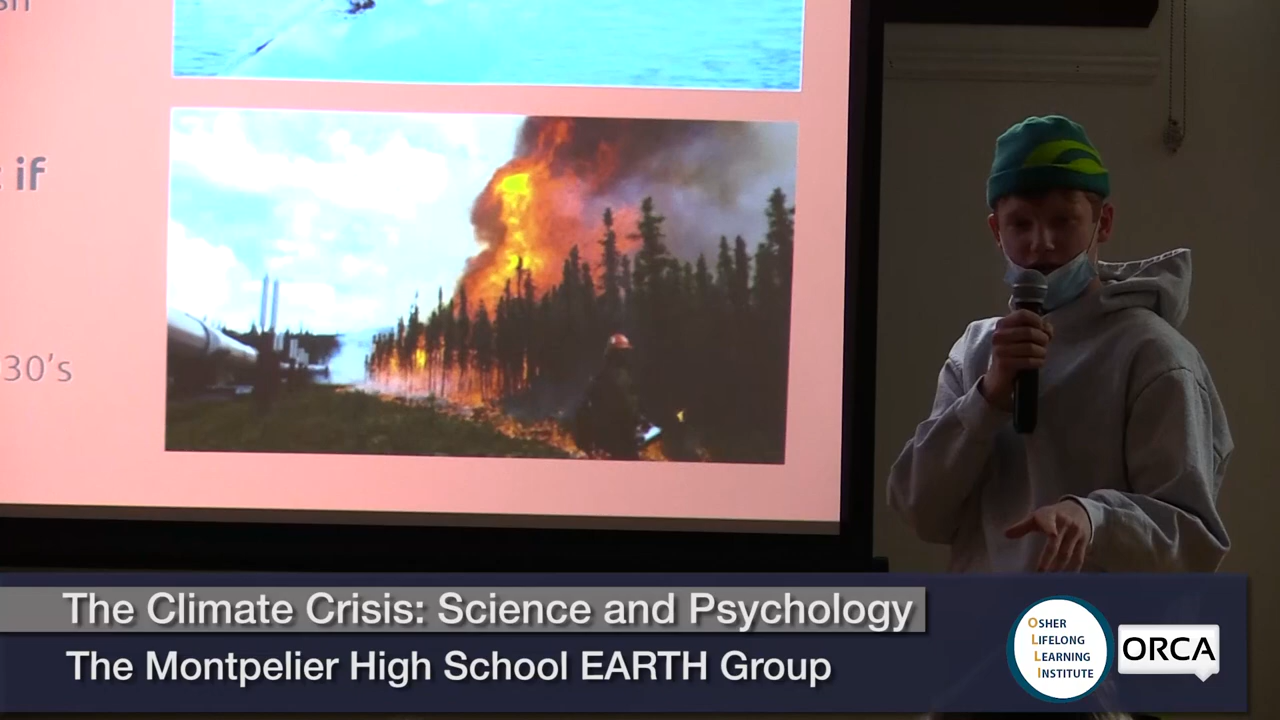 if
30's
The Climate Crisis: Science and Psychology
The Montpelier High School EARTH Group
OSHER
LIFELONG
LEARNING
INSTITUTE
ORCA